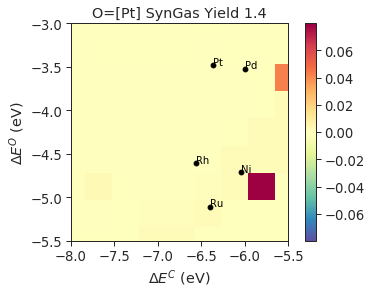 O=[Pt] SynGas Yield 1.4
−3.0
−3.5
−4.0
−4.5
−5.0
−5.5
ΔE^O (eV)
Pt
Pd
Rh
Ni
Ru
−8.0 −7.5 −7.0 −6.5 −6.0 −5.5
ΔE^C (eV)
0.06
0.04
0.02
0.00
−0.02
−0.04
−0.06